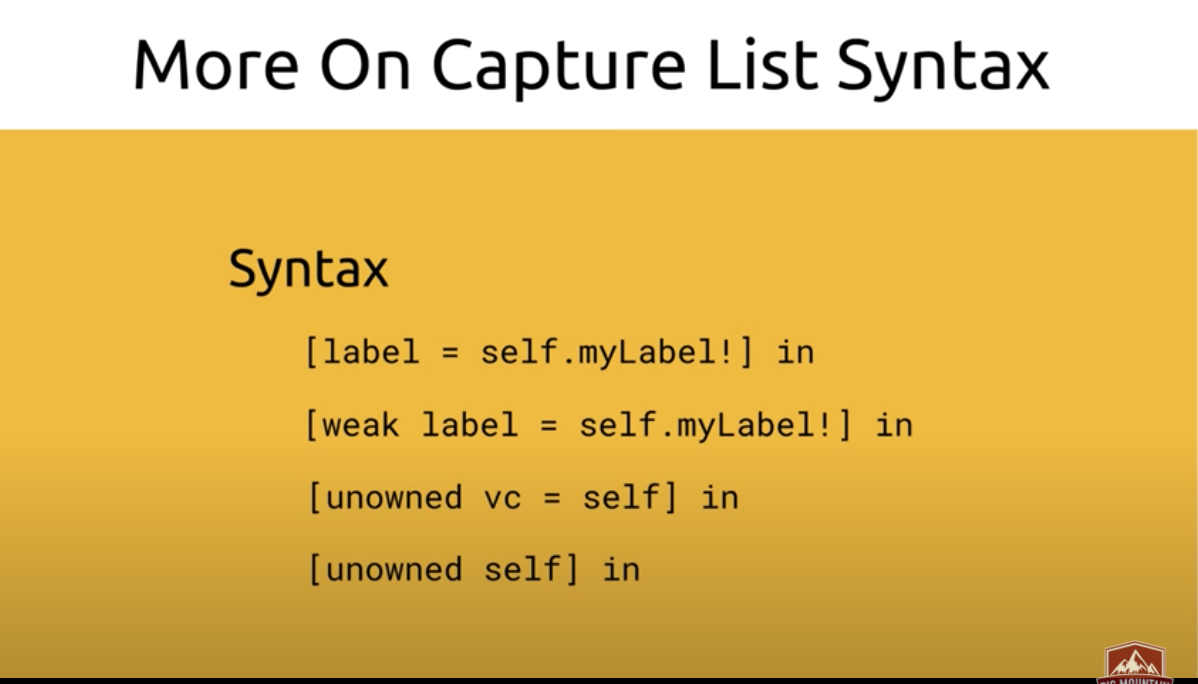 More On Capture List Syntax
Syntax
[label = self.myLabel!] in
[weak label = self.myLabel!] in
[unowned vc = self] in
[unowned self] in
BIG MOUNTAIN